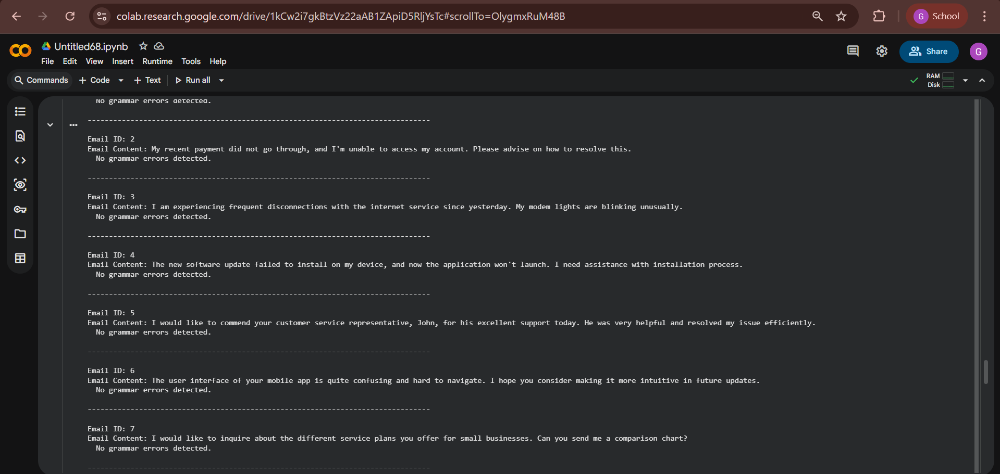 colab.research.google.com/drive/1kCw2i7gkBtzVz22aAB1ZApiD5RljYsTc#scrollTo=OlygmxRuM48B
G School
Untitled68.ipynb
File Edit View Insert Runtime Tools Help
Share
G
Commands + Code + Text Run all
RAM
Disk
No grammar errors detected.
--------------------------------------------------------------------------------
Email ID: 2
Email Content: My recent payment did not go through, and I'm unable to access my account. Please advise on how to resolve this.
No grammar errors detected.
--------------------------------------------------------------------------------
Email ID: 3
Email Content: I am experiencing frequent disconnections with the internet service since yesterday. My modem lights are blinking unusually.
No grammar errors detected.
--------------------------------------------------------------------------------
Email ID: 4
Email Content: The new software update failed to install on my device, and now the application won't launch. I need assistance with installation process.
No grammar errors detected.
--------------------------------------------------------------------------------
Email ID: 5
Email Content: I would like to commend your customer service representative, John, for his excellent support today. He was very helpful and resolved my issue efficiently.
No grammar errors detected.
--------------------------------------------------------------------------------
Email ID: 6
Email Content: The user interface of your mobile app is quite confusing and hard to navigate. I hope you consider making it more intuitive in future updates.
No grammar errors detected.
--------------------------------------------------------------------------------
Email ID: 7
Email Content: I would like to inquire about the different service plans you offer for small businesses. Can you send me a comparison chart?
No grammar errors detected.
--------------------------------------------------------------------------------